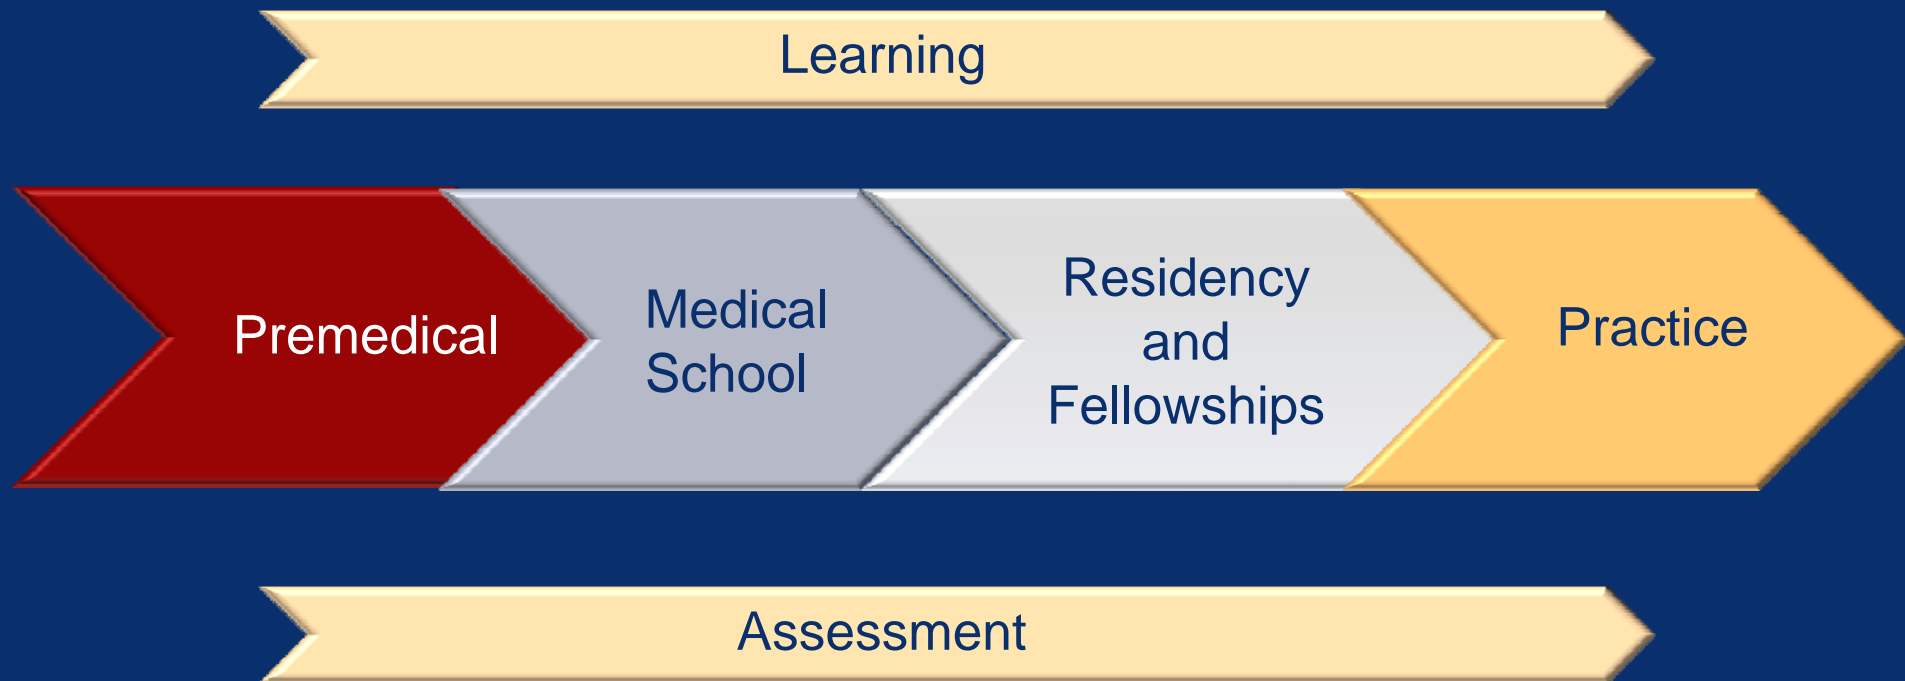 Learning
Premedical
Medical
School
Residency
and
Fellowships
Practice
Assessment